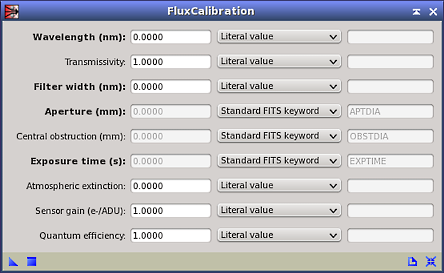 FluxCalibration
Wavelength (nm): 0.0000 Literal value
Transmissivity: 1.0000 Literal value
Filter width (nm): 0.0000 Literal value
Aperture (mm): 0.0000 Standard FITS keyword APTDIA
Central obstruction (mm): 0.0000 Standard FITS keyword OBSTDIA
Exposure time (s): 0.0000 Standard FITS keyword EXPTIME
Atmospheric extinction: 0.0000 Literal value
Sensor gain (e-/ADU): 1.0000 Literal value
Quantum efficiency: 1.0000 Literal value